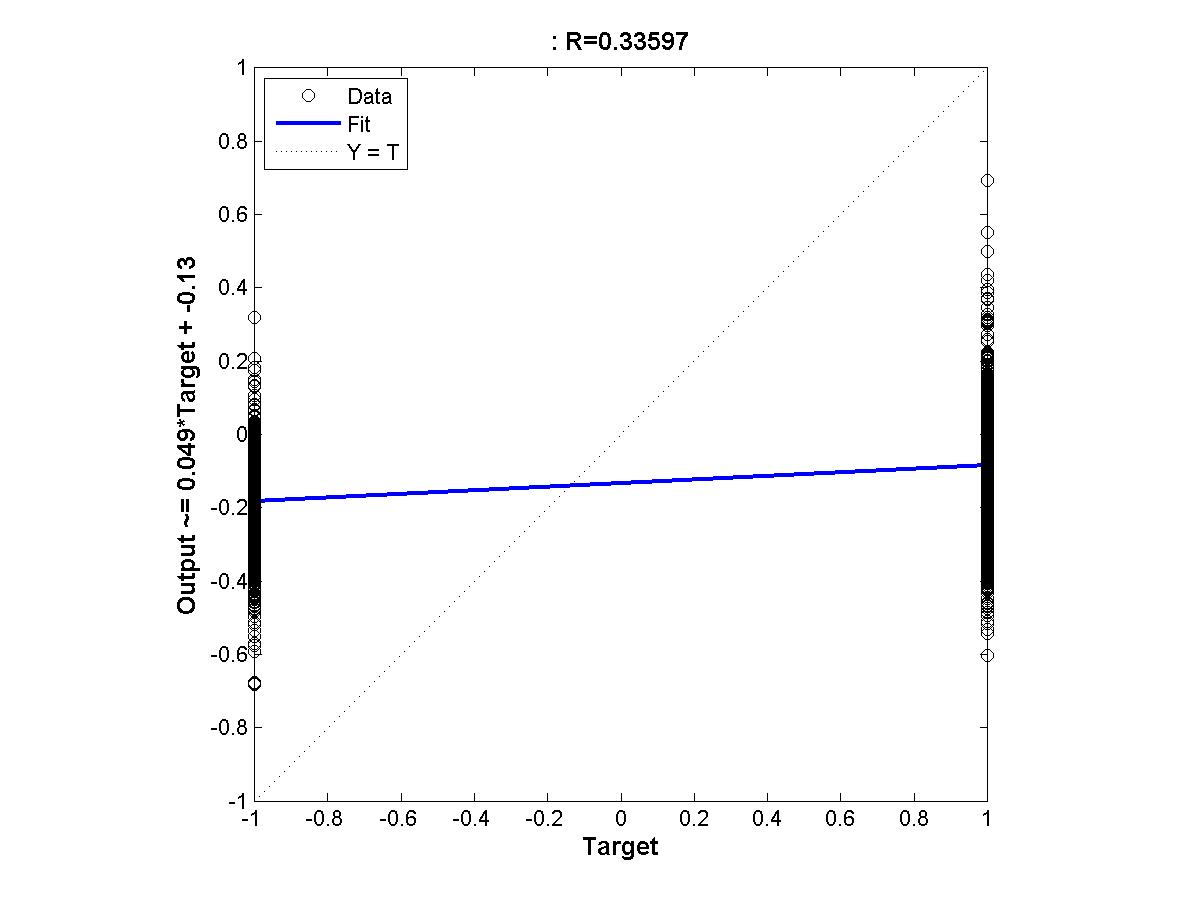 : R=0.33597
Data
Fit
Y = T
Output ~= 0.049*Target + -0.13
1
0.8
0.6
0.4
0.2
0
-0.2
-0.4
-0.6
-0.8
-1
-1 -0.8 -0.6 -0.4 -0.2 0 0.2 0.4 0.6 0.8 1
Target